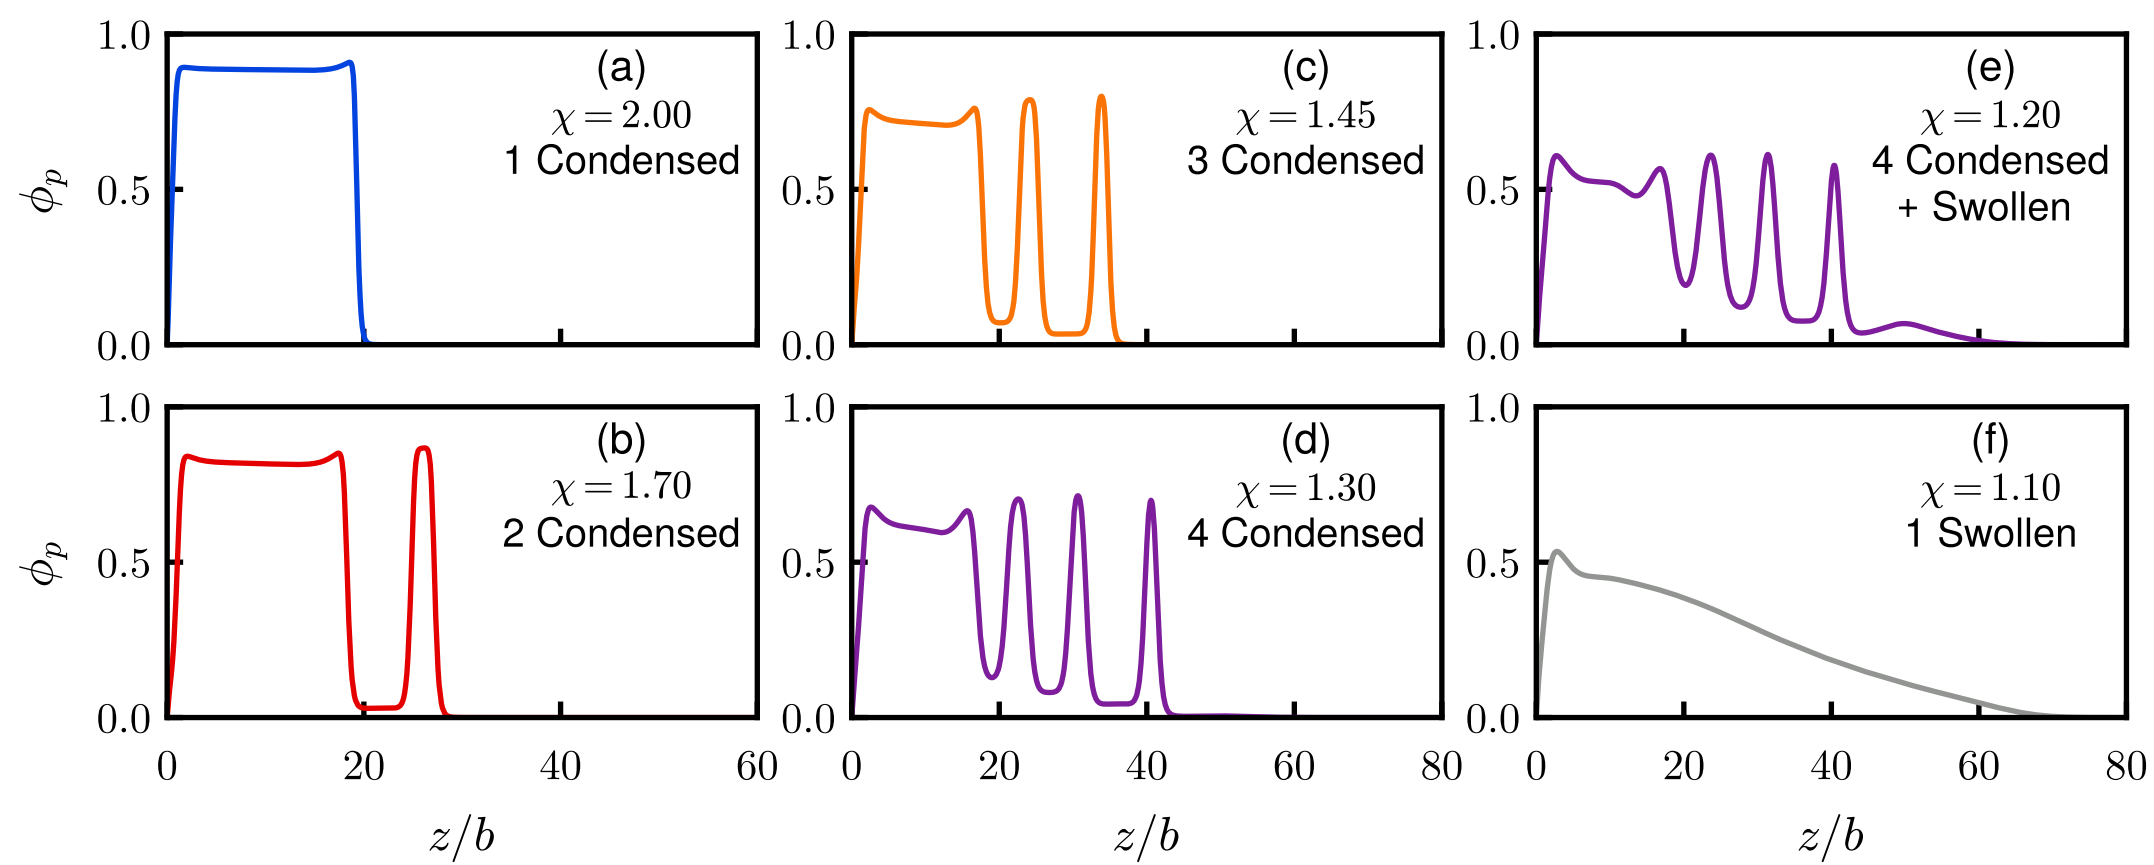 1.0
0.5
0.0
ϕp
(a)
χ = 2.00
1 Condensed
1.0
0.5
0.0
(c)
χ = 1.45
3 Condensed
1.0
0.5
0.0
(e)
χ = 1.20
4 Condensed
+ Swollen
1.0
0.5
0.0
ϕp
(b)
χ = 1.70
2 Condensed
0 20 40 60
z/b
1.0
0.5
0.0
(d)
χ = 1.30
4 Condensed
0 20 40 60 80
z/b
1.0
0.5
0.0
(f)
χ = 1.10
1 Swollen
0 20 40 60 80
z/b